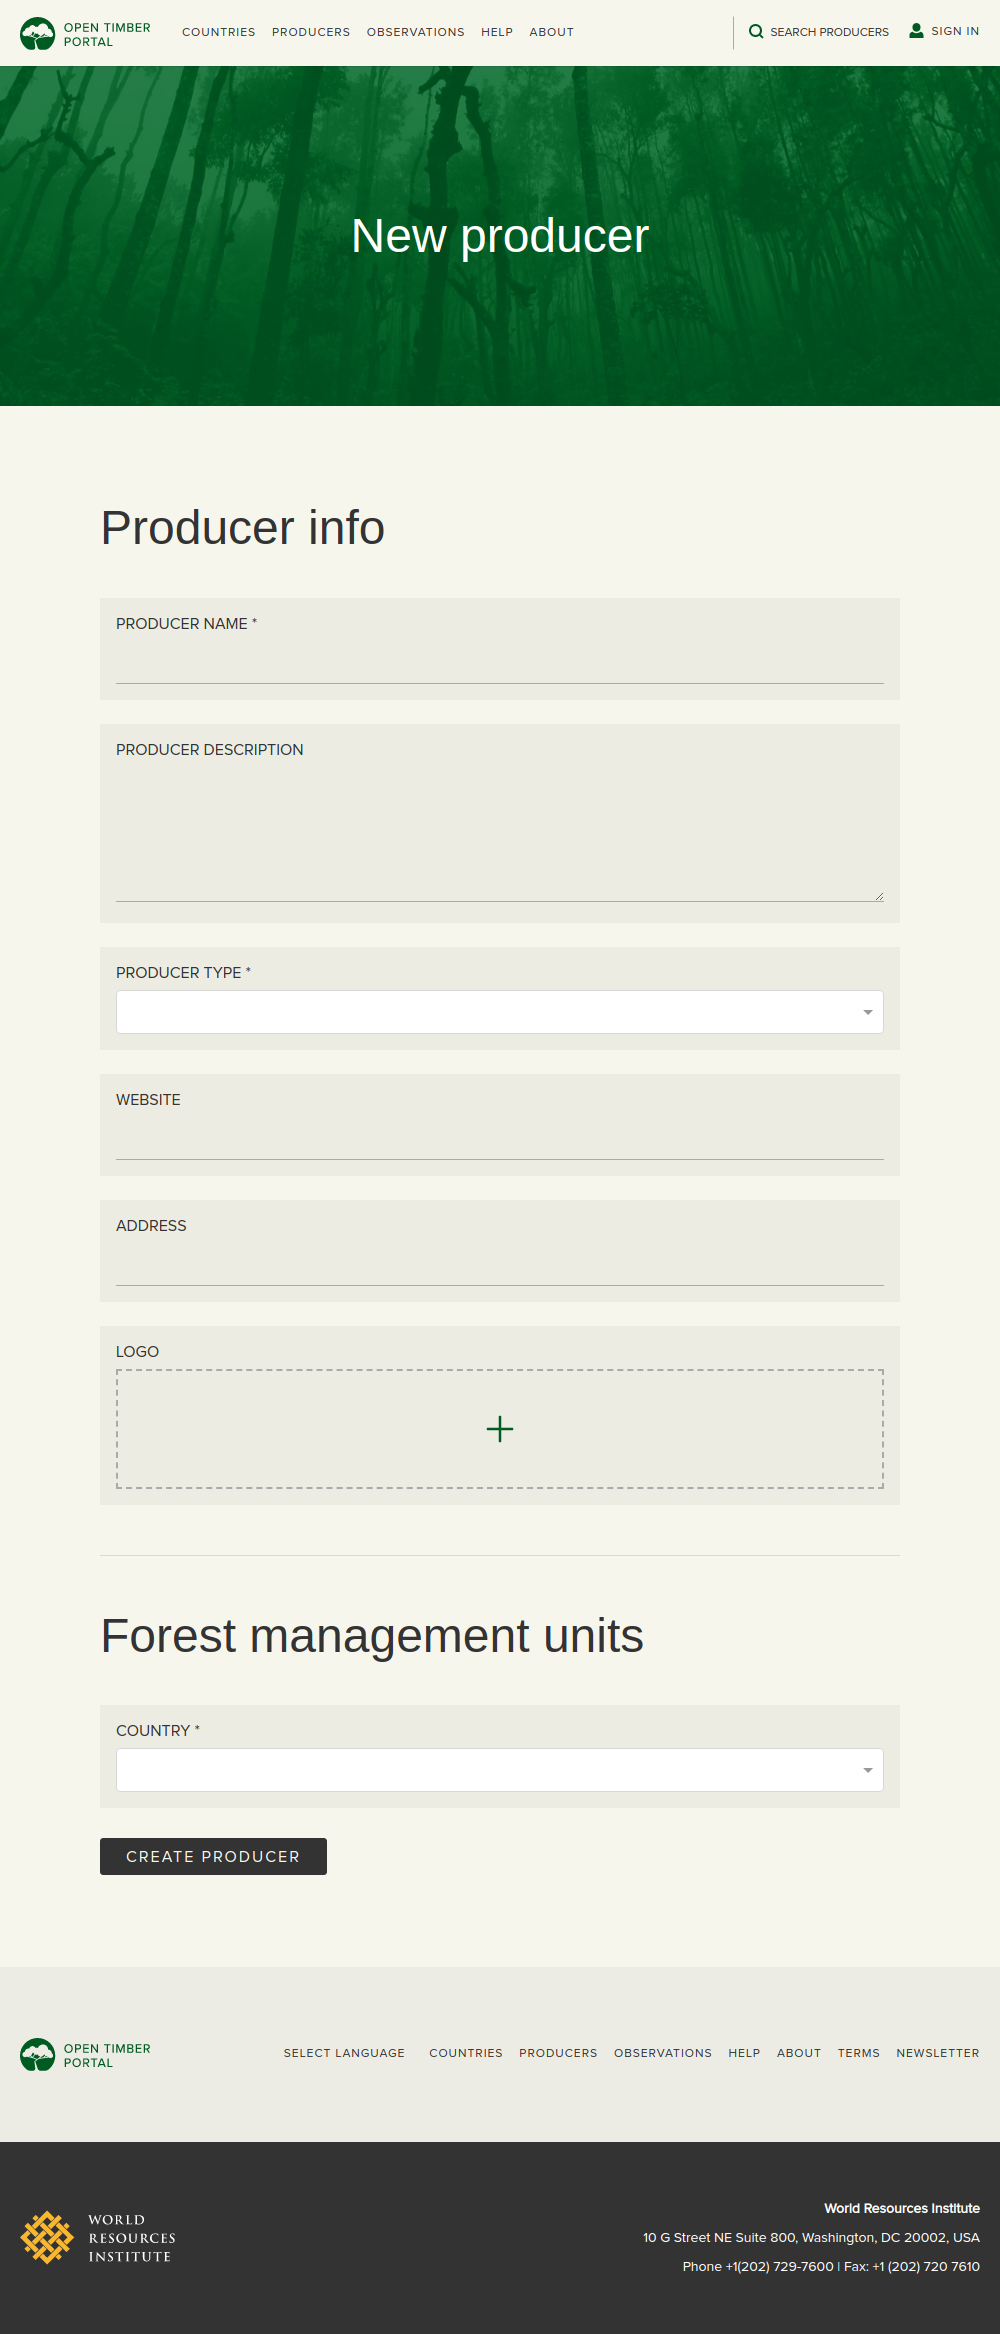 OPEN TIMBER
PORTAL
COUNTRIES PRODUCERS OBSERVATIONS HELP ABOUT
SEARCH PRODUCERS SIGN IN
New producer
Producer info
PRODUCER NAME *
PRODUCER DESCRIPTION
PRODUCER TYPE *
WEBSITE
ADDRESS
LOGO
Forest management units
COUNTRY *
CREATE PRODUCER
OPEN TIMBER
PORTAL
SELECT LANGUAGE COUNTRIES PRODUCERS OBSERVATIONS HELP ABOUT TERMS NEWSLETTER
WORLD
RESOURCES
INSTITUTE
World Resources Institute
10 G Street NE Suite 800, Washington, DC 20002, USA
Phone +1(202) 729-7600 | Fax: +1 (202) 720 7610